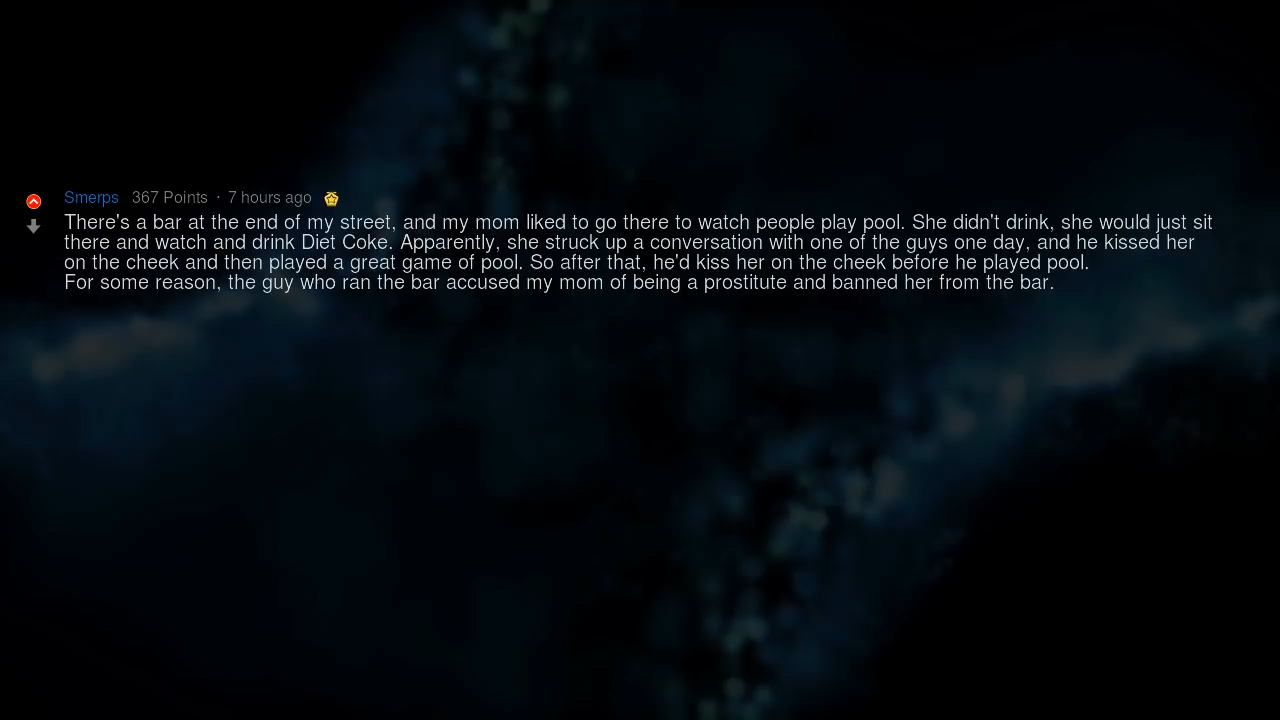 Smerps 367 Points · 7 hours ago
There's a bar at the end of my street, and my mom liked to go there to watch people play pool. She didn't drink, she would just sit
there and watch and drink Diet Coke. Apparently, she struck up a conversation with one of the guys one day, and he kissed her
on the cheek and then played a great game of pool. So after that, he'd kiss her on the cheek before he played pool.
For some reason, the guy who ran the bar accused my mom of being a prostitute and banned her from the bar.